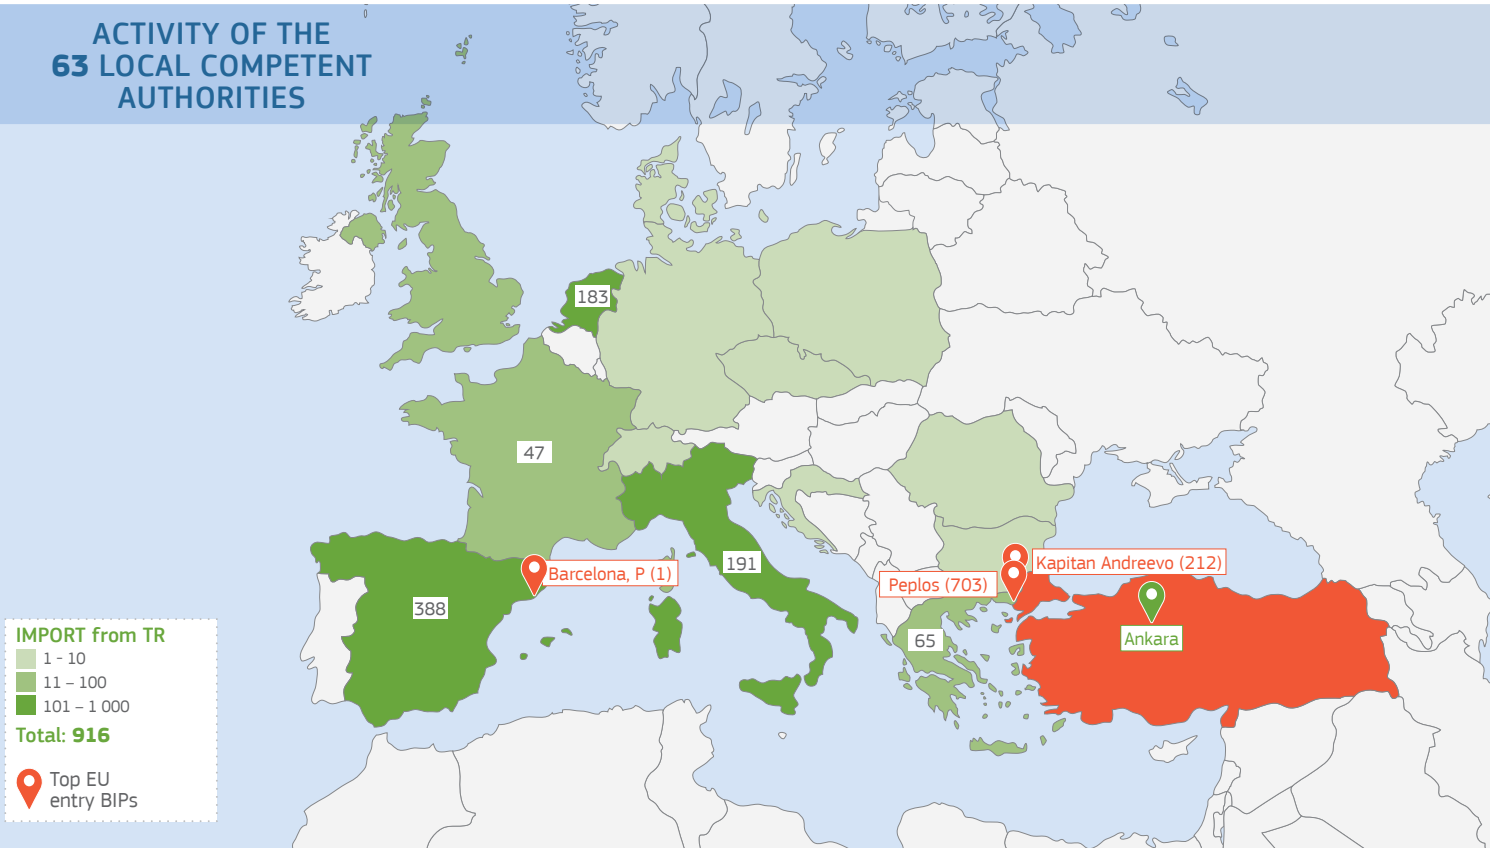 ACTIVITY OF THE
63 LOCAL COMPETENT
AUTHORITIES
183
47
388
Barcelona, P (1)
191
Kapitan Andreevo (212)
Peplos (703)
65
Ankara
IMPORT from TR
1 - 10
11 – 100
101 – 1 000
Total: 916
Top EU
entry BIPs